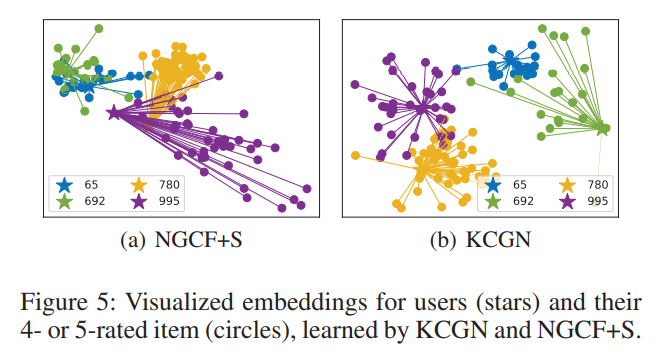 65
780
692
995
65
780
692
995
(a) NGCF+S
(b) KCGN
Figure 5: Visualized embeddings for users (stars) and their
4- or 5-rated item (circles), learned by KCGN and NGCF+S.